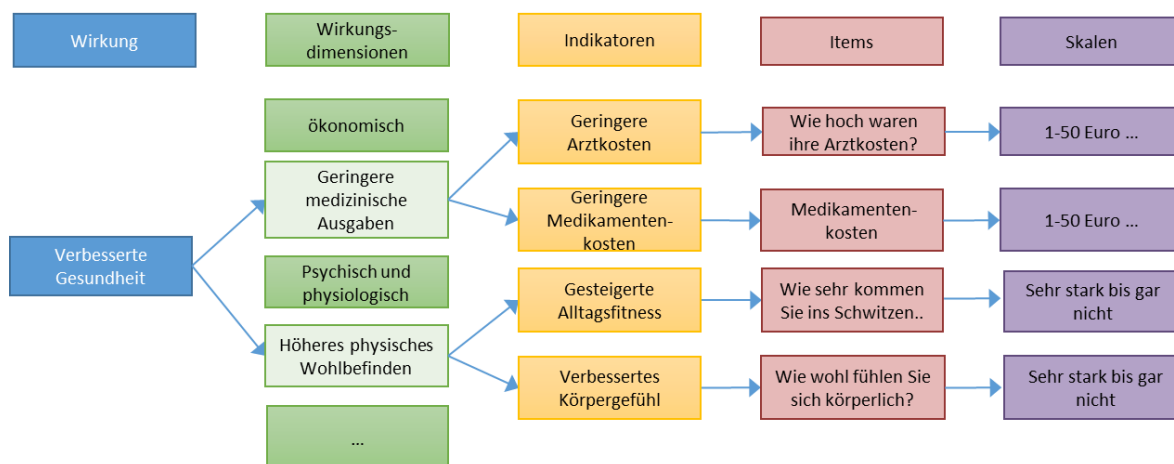 Wirkung
Wirkungs-
dimensionen
Indikatoren
Items
Skalen
ökonomisch
Geringere
Arztkosten
Wie hoch waren
ihre Arztkosten?
1-50 Euro ...
Geringere
medizinische
Ausgaben
Geringere
Medikamenten-
kosten
Medikamenten-
kosten
1-50 Euro ...
Verbesserte
Gesundheit
Psychisch und
physiologisch
Gesteigerte
Alltagsfitness
Wie sehr kommen
Sie ins Schwitzen..
Sehr stark bis gar
nicht
Höheres physisches
Wohlbefinden
Verbessertes
Körpergefühl
Wie wohl fühlen Sie
sich körperlich?
Sehr stark bis gar
nicht
...